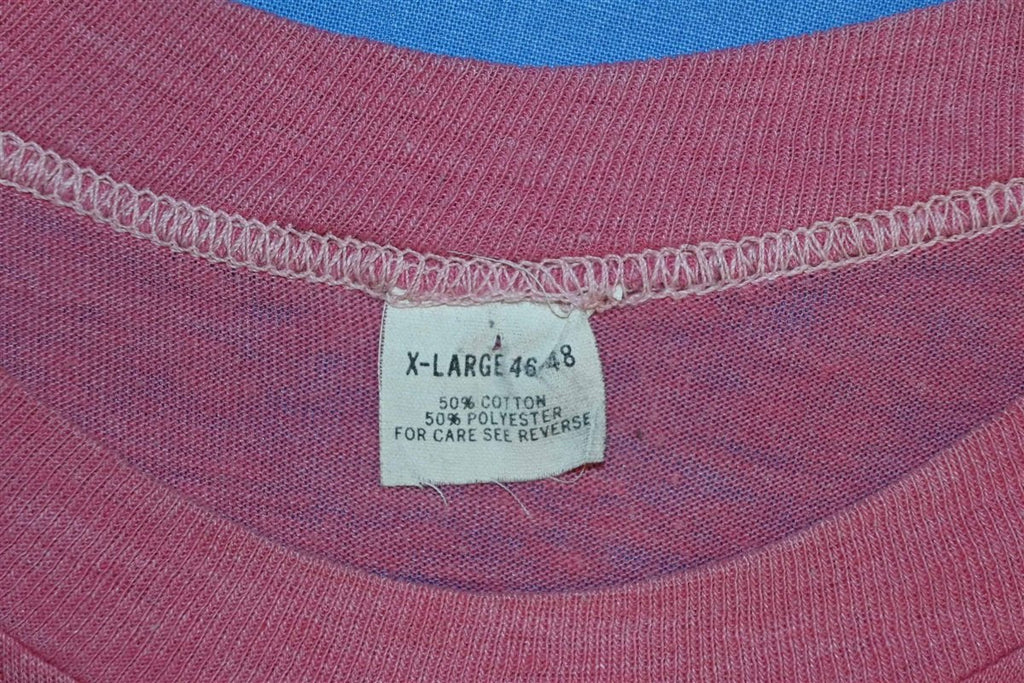 X-LARGE 46-48
50% COTTON
50% POLYESTER
FOR CARE SEE REVERSE